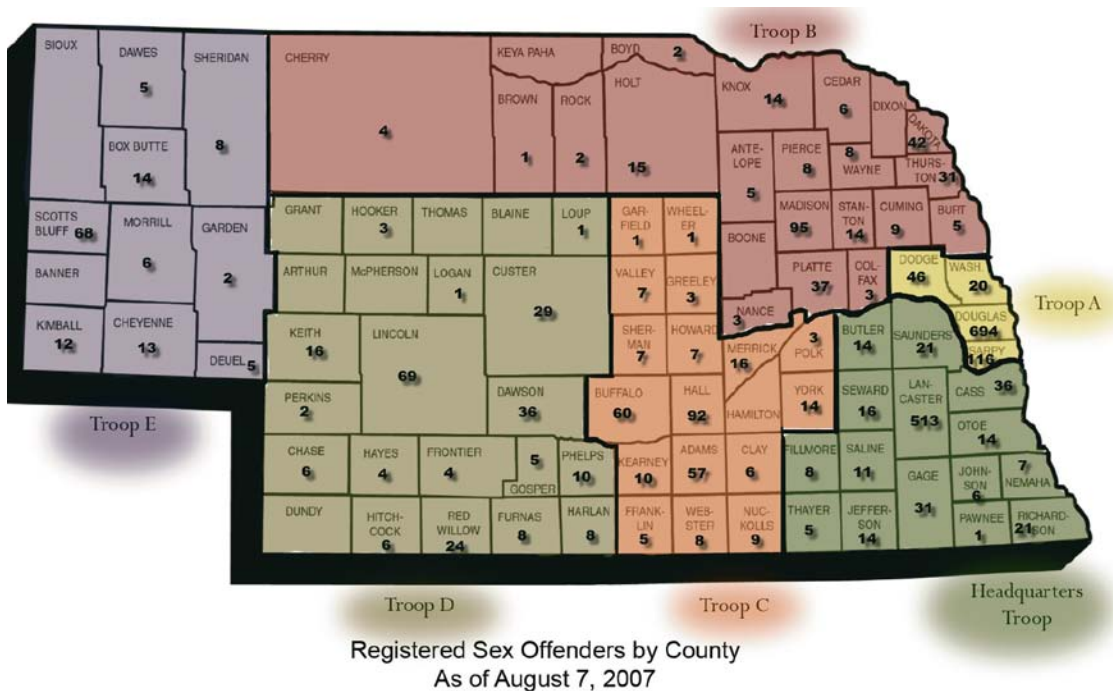 Troop B
SIOUX
DAWES
5
SHERIDAN
8
CHERRY
4
KEYA PAHA
BOYD
2
BROWN
1
ROCK
2
HOLT
15
KNOX
14
CEDAR
6
DIXON
DAKOTA
42
BOX BUTTE
14
ANTE-
LOPE
5
PIERCE
8
8
WAYNE
THURS-
TON 31
SCOTTS
BLUFF 68
MORRILL
6
GARDEN
2
GRANT
HOOKER
3
THOMAS
BLAINE
LOUP
1
GAR-
FIELD
1
WHEEL-
ER
1
BOONE
MADISON
95
STAN-
TON
14
CUMING
9
BURT
5
BANNER
ARTHUR
McPHERSON
LOGAN
1
CUSTER
29
VALLEY
7
GREELEY
3
PLATTE
37
COL-
FAX
3
DODGE
46
WASH.
20
Troop A
KIMBALL
12
CHEYENNE
13
DEUEL 5
KEITH
16
LINCOLN
69
SHER-
MAN
7
HOWARD
7
NANCE
3
MERRICK
16
3
POLK
BUTLER
14
SAUNDERS
21
DOUGLAS
694
SARPY
116
PERKINS
2
DAWSON
36
BUFFALO
60
HALL
92
HAMILTON
YORK
14
SEWARD
16
LAN-
CASTER
513
CASS
36
OTOE
14
Troop E
CHASE
6
HAYES
4
FRONTIER
4
5
GOSPER
PHELPS
10
KEARNEY
10
ADAMS
57
CLAY
6
FILLMORE
8
SALINE
11
GAGE
31
JOHN-
SON
6
7
NEMAHA
DUNDY
HITCH-
COCK
6
RED
WILLOW
24
FURNAS
8
HARLAN
8
FRANK-
LIN
5
WEB-
STER
8
NUC-
KOLLS
9
THAYER
5
JEFFER-
SON
14
PAWNEE
1
RICHARD-
SON
21
Troop D
Troop C
Headquarters
Troop
Registered Sex Offenders by County
As of August 7, 2007